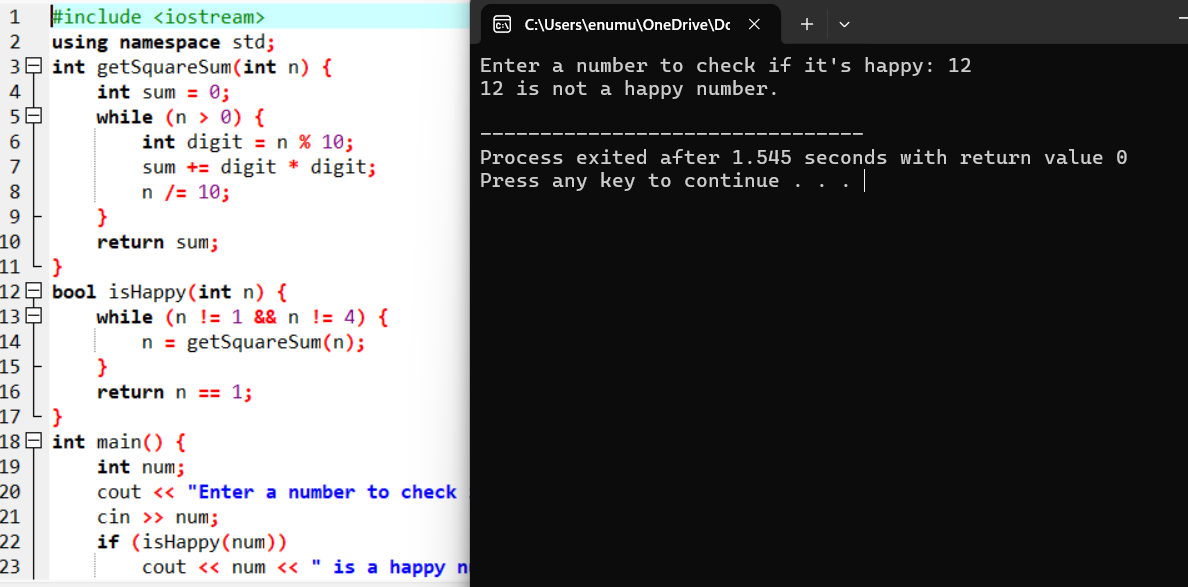 1 #include <iostream>
2 using namespace std;
3 int getSquareSum(int n) {
4 int sum = 0;
5 while (n > 0) {
6 int digit = n % 10;
7 sum += digit * digit;
8 n /= 10;
9 }
10 return sum;
11 }
12 bool isHappy(int n) {
13 while (n != 1 && n != 4) {
14 n = getSquareSum(n);
15 }
16 return n == 1;
17 }
18 int main() {
19 int num;
20 cout << "Enter a number to check
21 cin >> num;
22 if (isHappy(num))
23 cout << num << " is a happy
C:\Users\enumu\OneDrive\Dc
Enter a number to check if it's happy: 12
12 is not a happy number.
--------------------------------
Process exited after 1.545 seconds with return value 0
Press any key to continue . . .